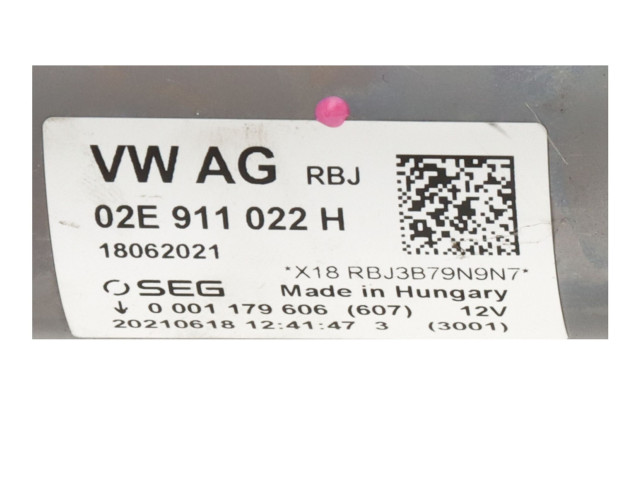 VW AG RBJ
02E 911 022 H
18062021
*X18 RBJ3B79N9N7*
SEG Made in Hungary
↓ 0 001 179 606 (607) 12V
20210618 12:41:47 3 (3001)